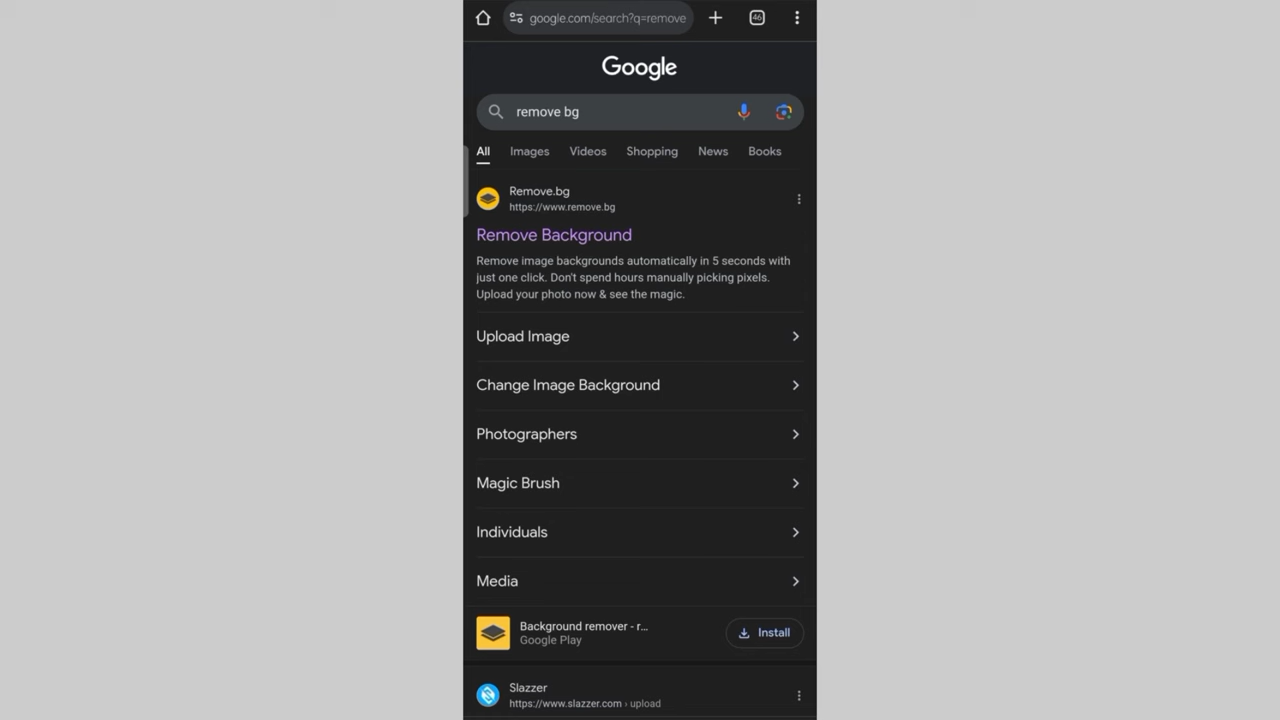 google.com/search?q=remove
46
Google
remove bg
All Images Videos Shopping News Books
Remove.bg
https://www.remove.bg
Remove Background
Remove image backgrounds automatically in 5 seconds with
just one click. Don't spend hours manually picking pixels.
Upload your photo now & see the magic.
Upload Image
Change Image Background
Photographers
Magic Brush
Individuals
Media
Background remover - r...
Google Play
Install
Slazzer
https://www.slazzer.com › upload